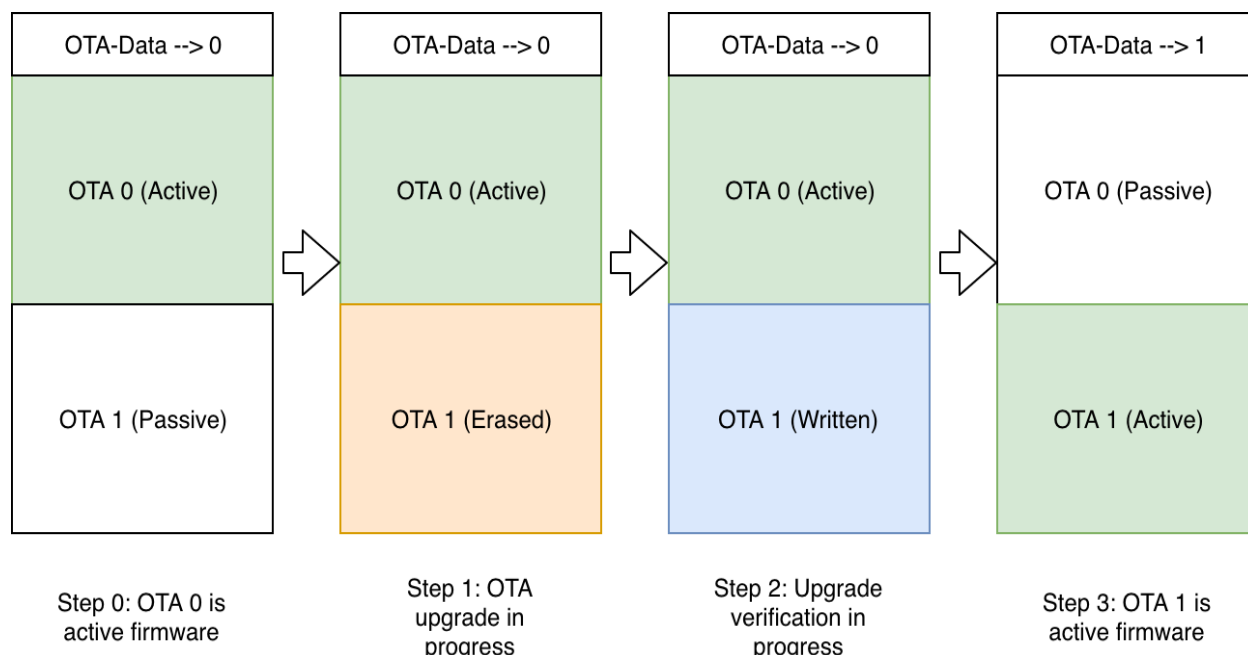 OTA-Data --> 0
OTA-Data --> 0
OTA-Data --> 0
OTA-Data --> 1
OTA 0 (Active)
OTA 0 (Active)
OTA 0 (Active)
OTA 0 (Passive)
OTA 1 (Passive)
OTA 1 (Erased)
OTA 1 (Written)
OTA 1 (Active)
Step 0: OTA 0 is
active firmware
Step 1: OTA
upgrade in
progress
Step 2: Upgrade
verification in
progress
Step 3: OTA 1 is
active firmware